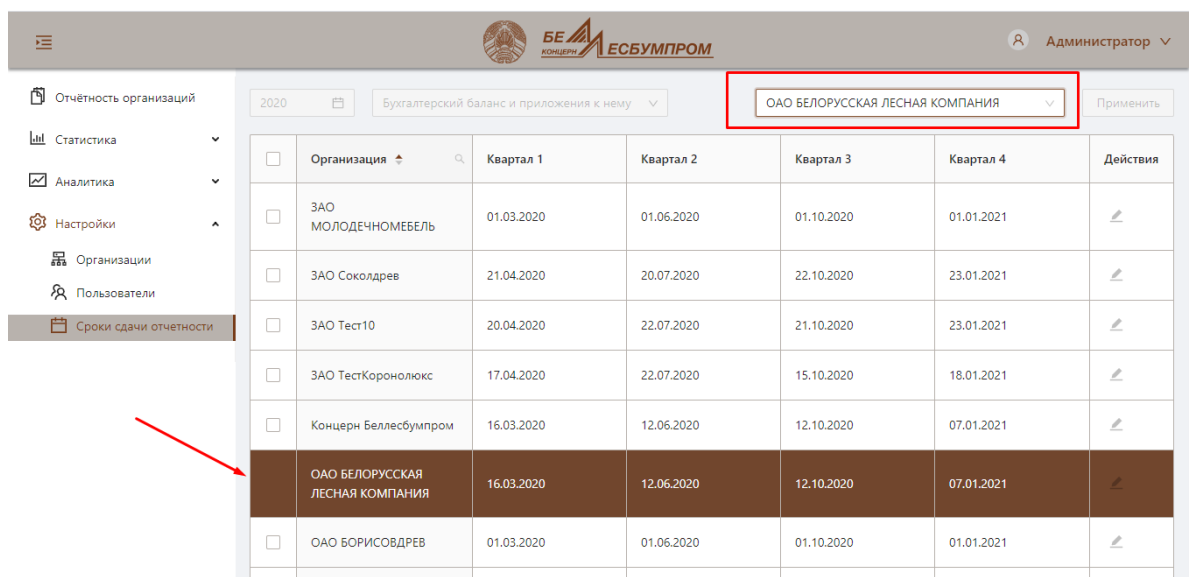 БЕЛ
КОНЦЕРН ЛЕСБУМПРОМ
Администратор
Отчётность организаций
Статистика
Аналитика
Настройки
Организации
Пользователи
Сроки сдачи отчетности
2020 Бухгалтерский баланс и приложения к нему ОАО БЕЛОРУССКАЯ ЛЕСНАЯ КОМПАНИЯ Применить
Организация Квартал 1 Квартал 2 Квартал 3 Квартал 4 Действия
ЗАО
МОЛОДЕЧНОМЕБЕЛЬ 01.03.2020 01.06.2020 01.10.2020 01.01.2021
ЗАО Соколдрев 21.04.2020 20.07.2020 22.10.2020 23.01.2021
ЗАО Тест10 20.04.2020 22.07.2020 21.10.2020 23.01.2021
ЗАО ТестКоронолюкс 17.04.2020 22.07.2020 15.10.2020 18.01.2021
Концерн Беллесбумпром 16.03.2020 12.06.2020 12.10.2020 07.01.2021
ОАО БЕЛОРУССКАЯ
ЛЕСНАЯ КОМПАНИЯ 16.03.2020 12.06.2020 12.10.2020 07.01.2021
ОАО БОРИСОВДРЕВ 01.03.2020 01.06.2020 01.10.2020 01.01.2021